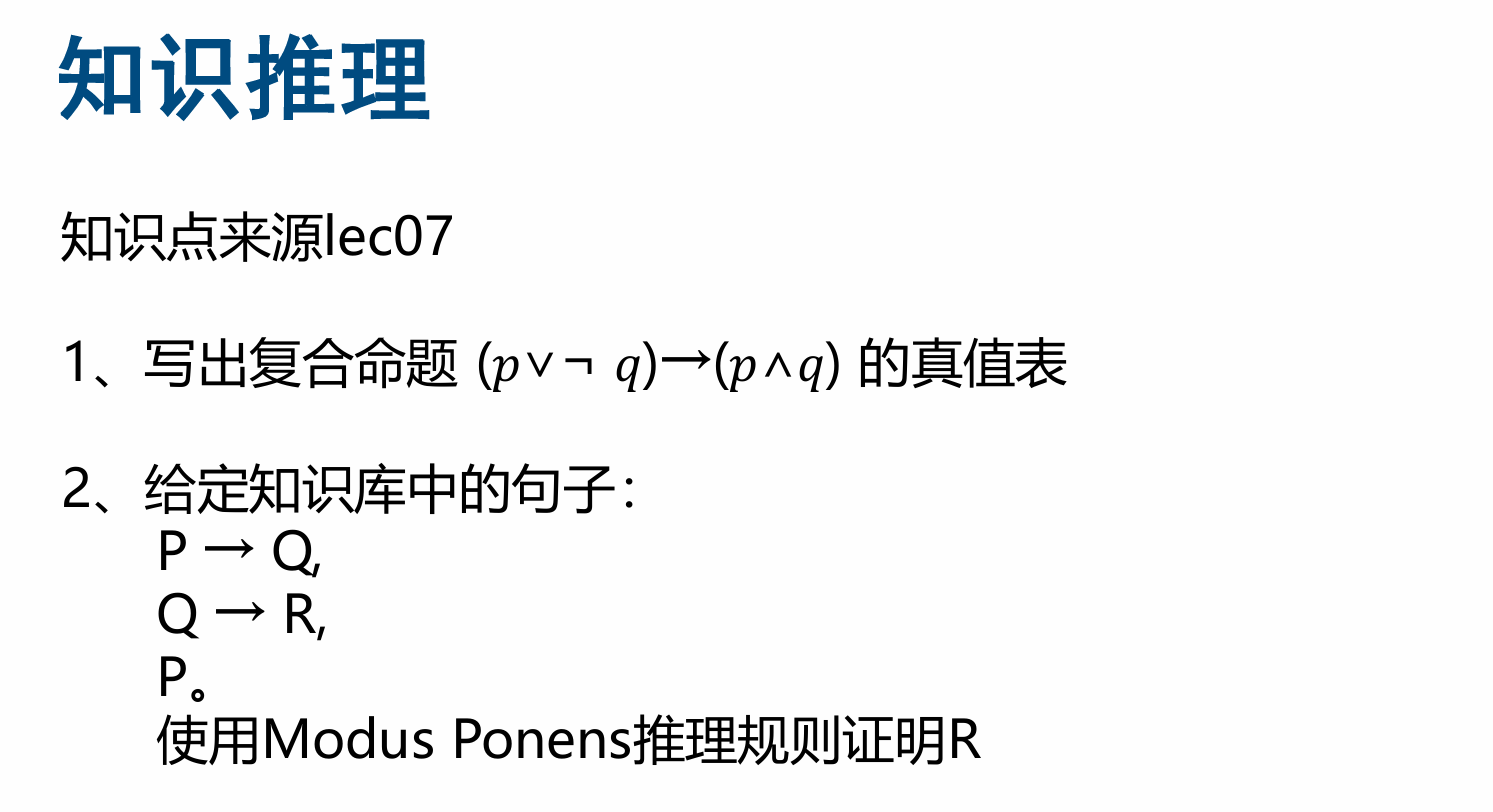 知识推理
知识点来源lec07
1、写出复合命题 (p∨¬ q)→(p∧q) 的真值表
2、给定知识库中的句子：
P → Q,
Q → R,
P。
使用Modus Ponens推理规则证明R